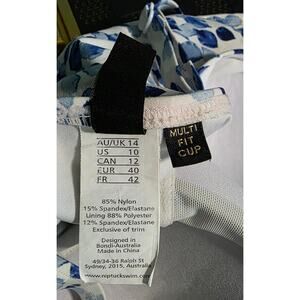 AU/UK 14
US 10
CAN 12
EUR 40
FR 42
85% Nylon
15% Spandex/Elastane
Lining 88% Polyester
12% Spandex/Elastane
Exclusive of trim
Designed in
Bondi-Australia
Made in China
49/34-36 Ralph St
Sydney, 2015, Australia
www.niptuckswim.com
MULTI
FIT
CUP